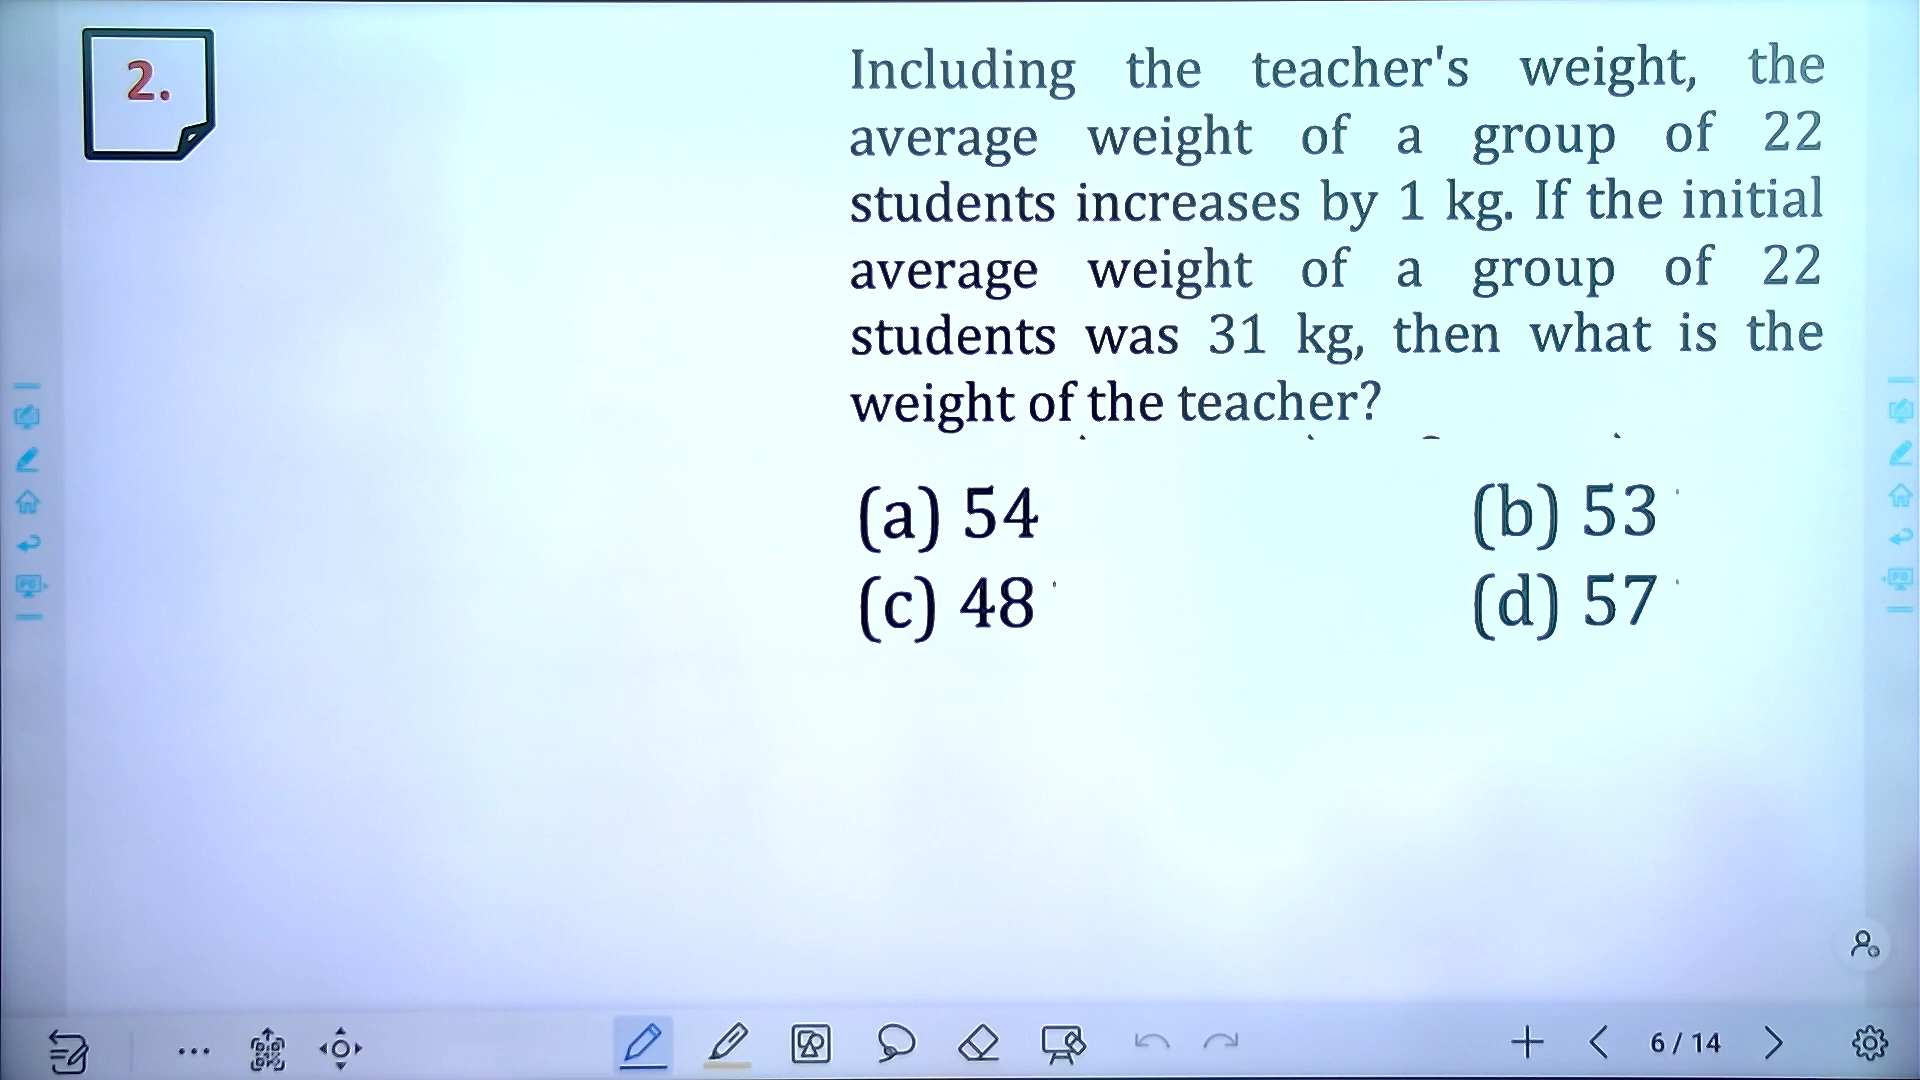 2.
Including the teacher's weight, the
average weight of a group of 22
students increases by 1 kg. If the initial
average weight of a group of 22
students was 31 kg, then what is the
weight of the teacher?
(a) 54 (b) 53
(c) 48 (d) 57
6 / 14